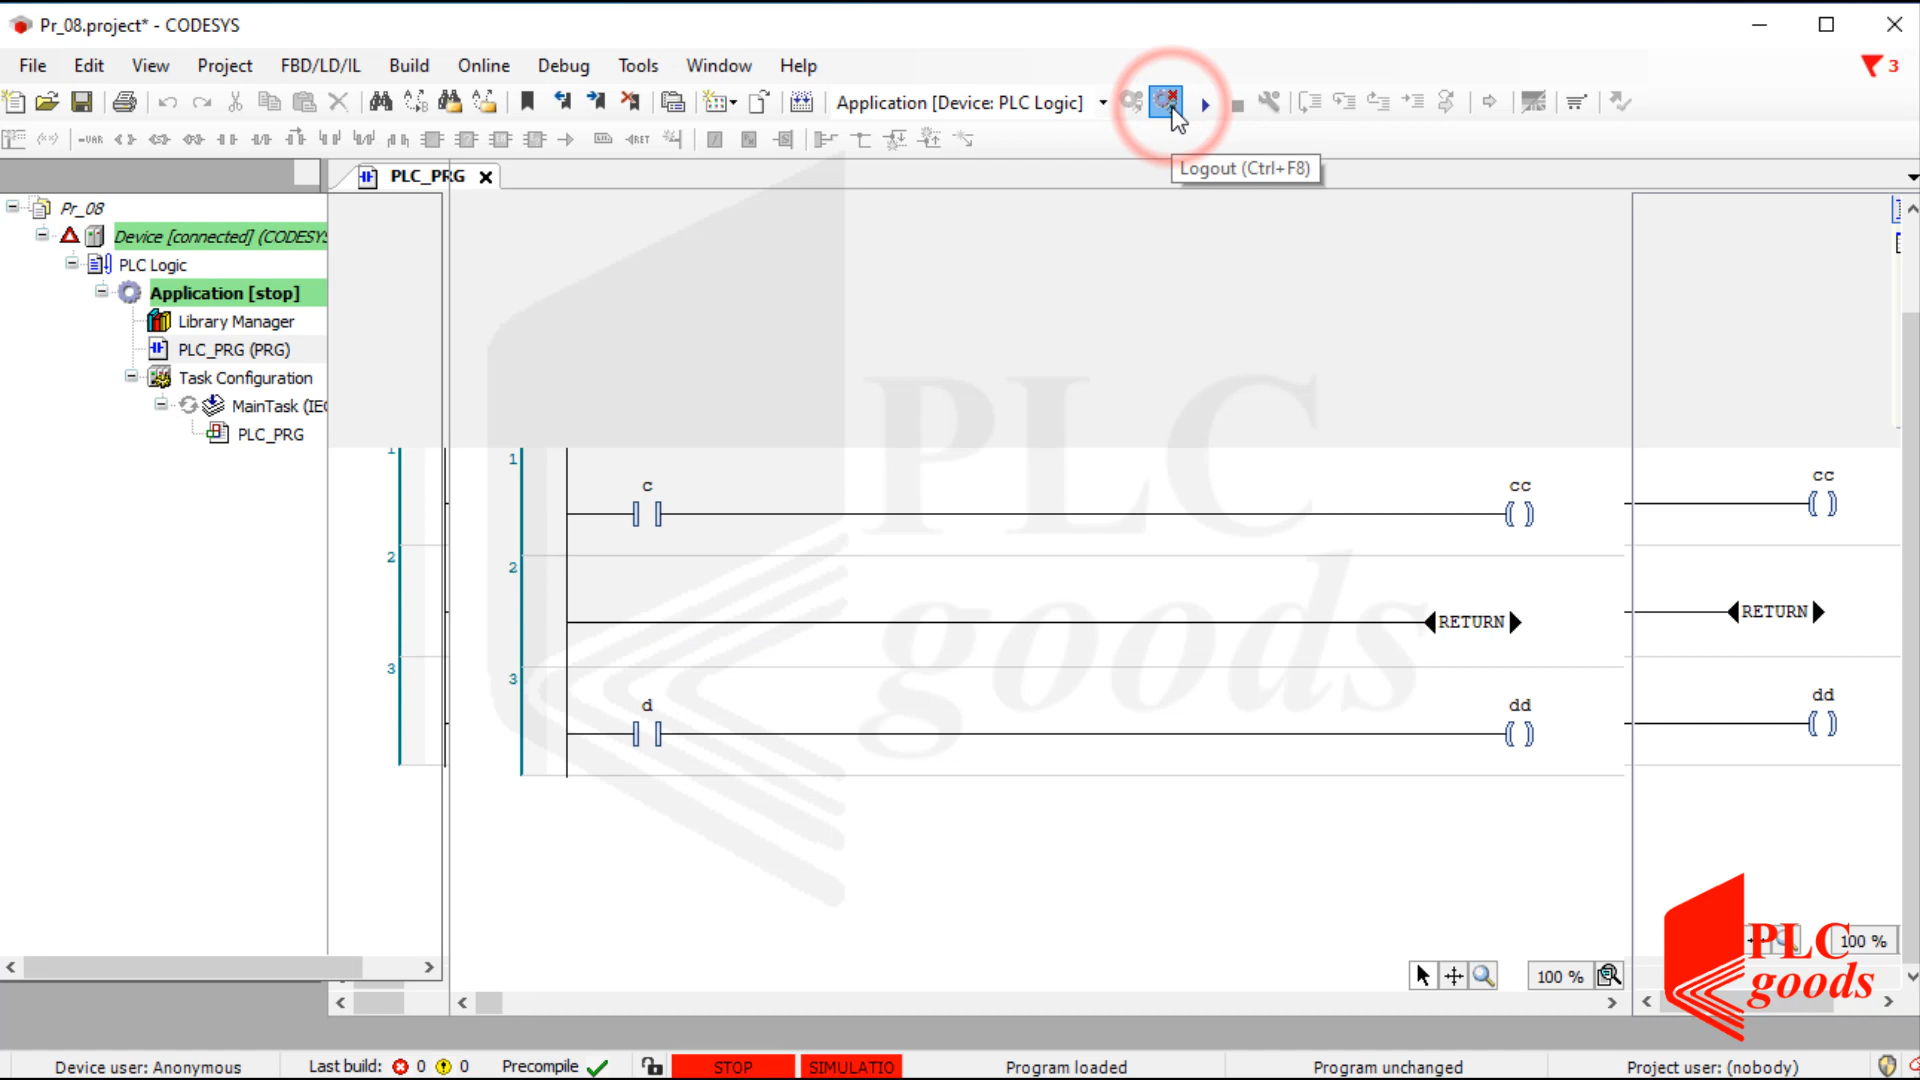 Pr_08.project* - CODESYS
File Edit View Project FBD/LD/IL Build Online Debug Tools Window Help
3
Application [Device: PLC Logic]
Logout (Ctrl+F8)
PLC_PRG
Pr_08
Device [connected] (CODESYS
PLC Logic
Application [stop]
Library Manager
PLC_PRG (PRG)
Task Configuration
MainTask (IEC
PLC_PRG
PLC
goods
1 1 c cc cc
2 2 RETURN RETURN
3 3 d dd dd
100 %
100 %
PLC
goods
Device user: Anonymous Last build: 0 0 Precompile STOP SIMULATIO Program loaded Program unchanged Project user: (nobody)